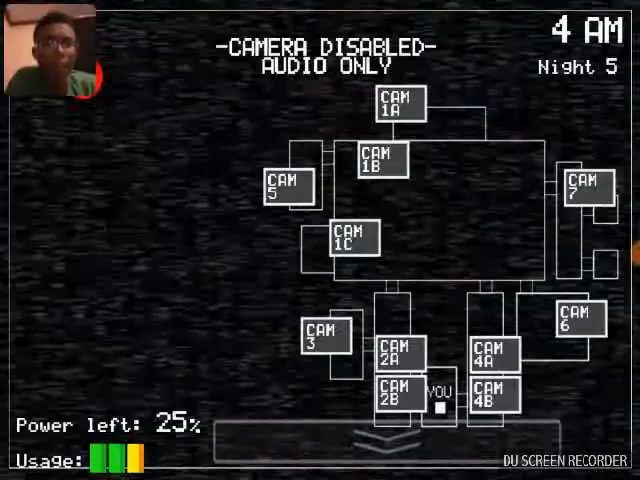 4 AM
-CAMERA DISABLED-
AUDIO ONLY
Night 5
CAM
1A
CAM
1B
CAM
5
CAM
7
CAM
1C
CAM
6
CAM
3
CAM
2A
CAM
4A
CAM
2B
YOU
CAM
4B
Power left: 25%
Usage:
DU SCREEN RECORDER